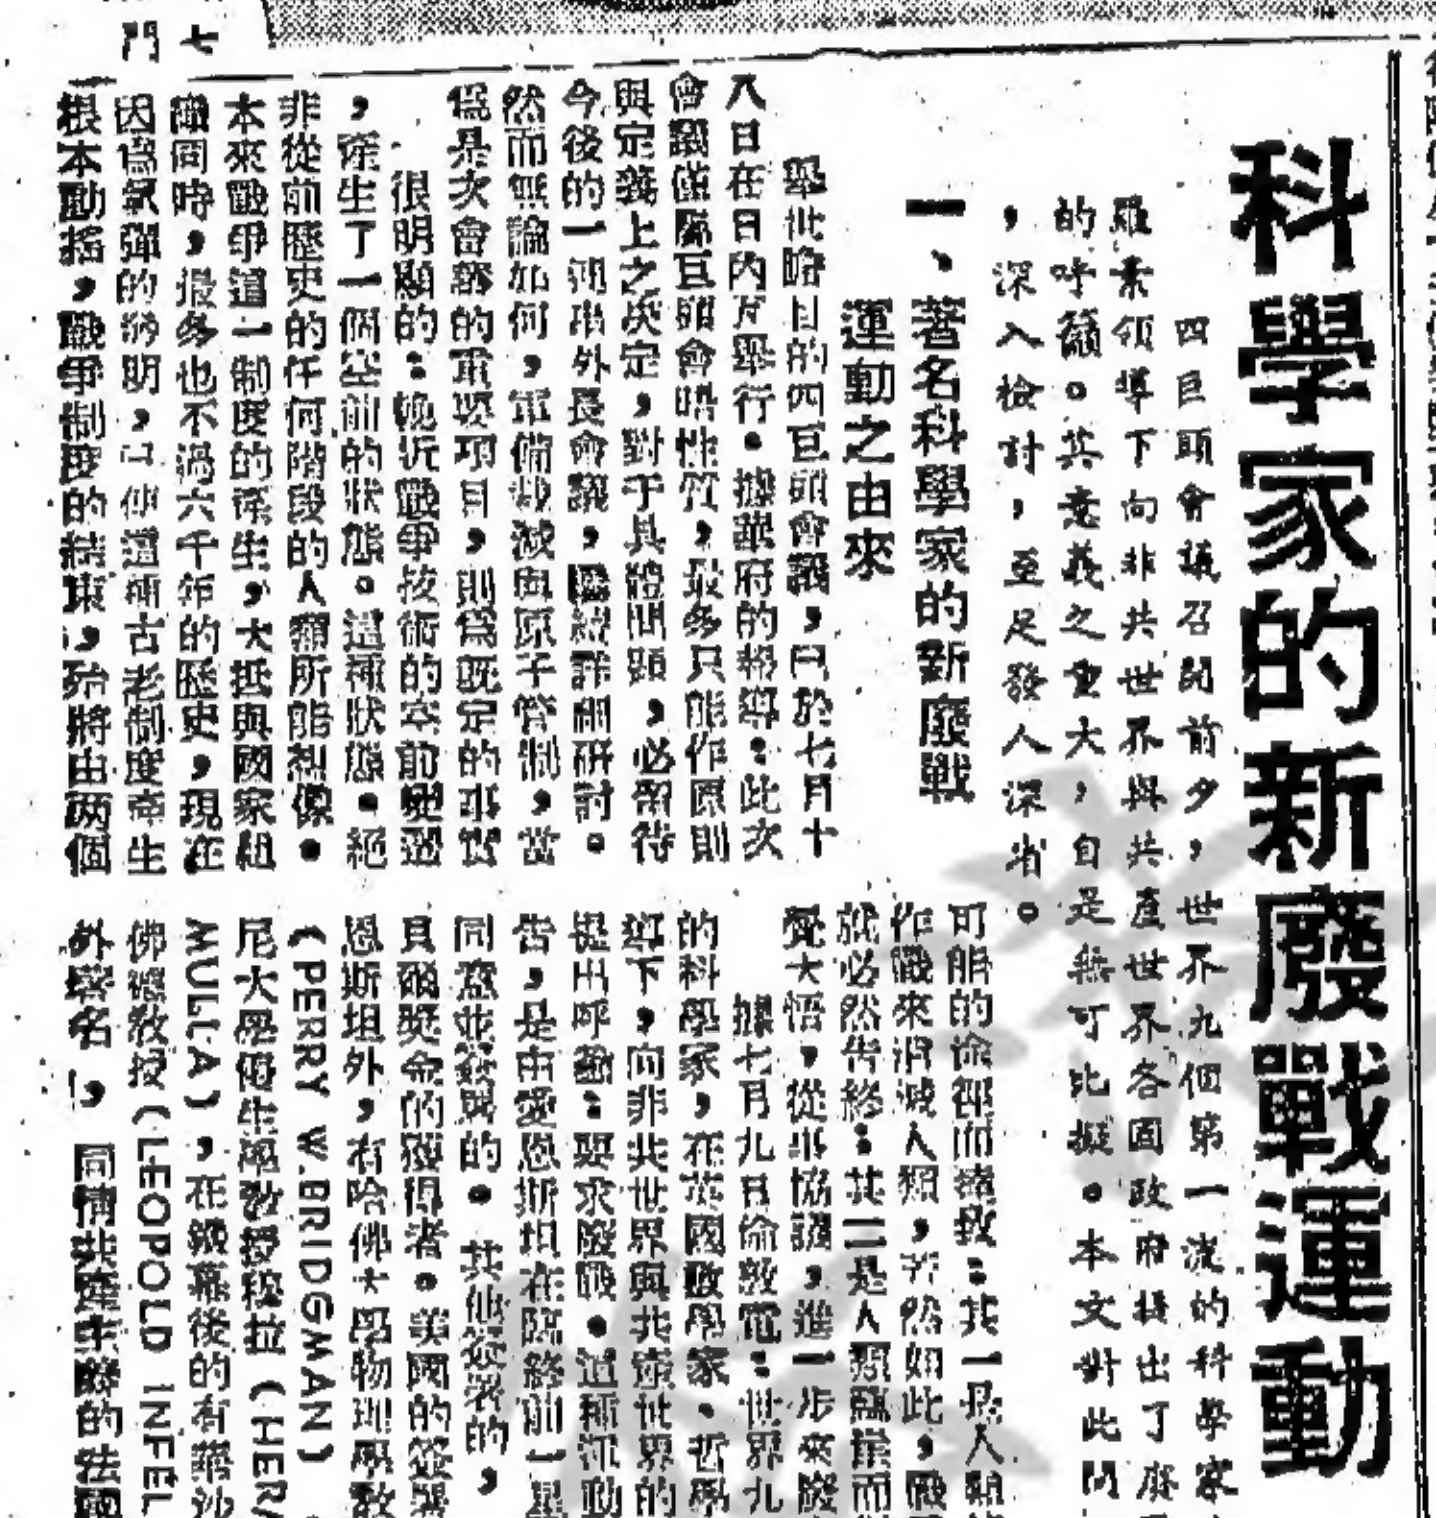 科學家的新廢戰運動
四巨頭會議召開前夕，世界九個第一流的科學家
羅素領導下向非共世界與共產世界各國政府提出了廢
的呼籲。其意義之重大，自是無可比擬。本文對此問
，深入檢討，至足發人深省。
一、著名科學家的新廢戰
運動之由來
舉世矚目的四巨頭會議，已於七月十
八日在日內瓦舉行。據華府的報導：此次
會議僅屬巨頭會晤性質，最多只能作原則
與定義上之決定，對于具體問題，必留待
今後的一連串外長會議，繼續詳細研討。
然而無論如何，軍備裁減與原子管制，當
為是次會議的重要項目，則為既定的事實
。很明顯的：晚近戰爭技術的空前變遷
，產生了一個空前的狀態。這種狀態。絕
非從前歷史的任何階段的人類所能想像。
本來戰爭這一制度的產生，大抵與國家組
織同時，最多也不過六千年的歷史，現在
因為氫彈的發明，已使這種古老制度產生
根本動搖，戰爭制度的結束，殆將由两個
可能的途徑而達致：其一是人類
作戰來消滅人類，若然如此，戰
就必然告終；其二是人類臨崖而
覺大悟，從事協議，進一步來廢
據七月九日倫敦電：世界九
的科學家，在英國數學家、哲學
導下，向非共世界與共產世界的
提出呼籲：要求廢戰。這種運動
告，是由愛恩斯坦在臨終前一星
同意並簽與的。其他發表的，
貝爾獎金的獲得者。美國的簽署
恩斯坦外，有哈佛大學物理學教
（PERRY W.BRIDGMAN）
尼大學優生學教授穆拉（HER
MULLA），在鐵幕後的有華沙
佛德教授（LEOPOLD INFEL
外署名，同情共產主義的法國
七
門